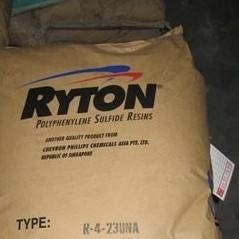 RYTON
POLYPHENYLENE SULFIDE RESINS
ANOTHER QUALITY PRODUCT FROM
CHEVRON PHILLIPS CHEMICALS ASIA PTE. LTD.
REPUBLIC OF SINGAPORE
TYPE: R-4-230NA